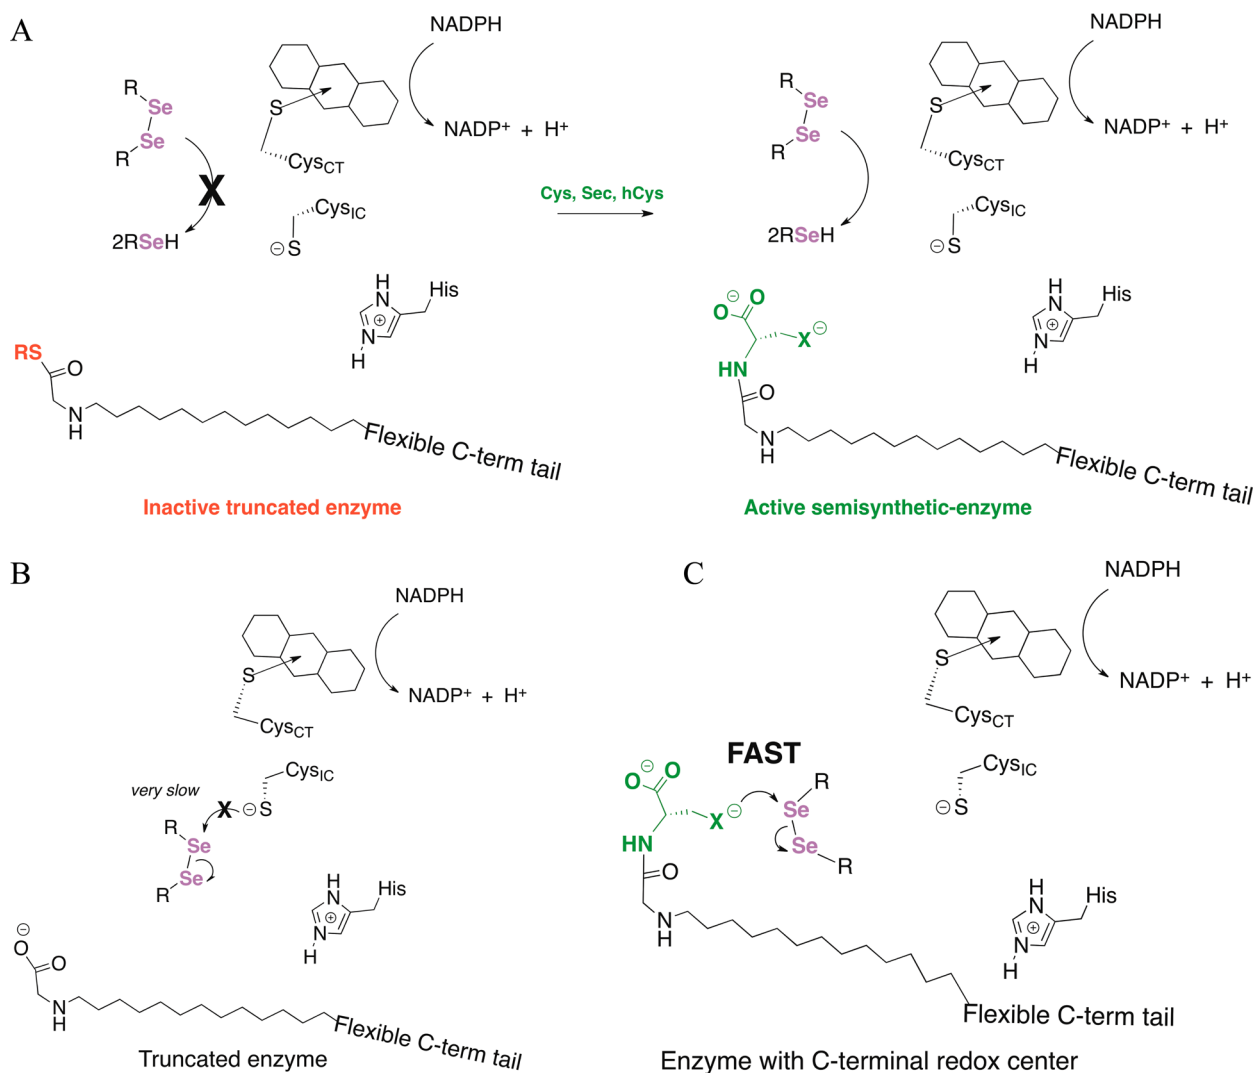 A
NADPH
R
Se
Se
R
S
NADP+ + H+
CysCT
X
CysIC
2RSeH
⊖ S
H
N
His
⊕
N
H
RS
O
N
H
Flexible C-term tail
Inactive truncated enzyme
Cys, Sec, hCys
NADPH
R
Se
Se
R
S
NADP+ + H+
CysCT
CysIC
2RSeH
⊖ S
⊖ O
O
X ⊖
HN
O
H
N
His
⊕
N
H
N
H
Flexible C-term tail
Active semisynthetic-enzyme
B
NADPH
S
NADP+ + H+
CysCT
CysIC
very slow
X ⊖ S
R
Se
Se
R
H
N
His
⊕
N
H
⊖
O
O
N
H
Flexible C-term tail
Truncated enzyme
C
NADPH
S
NADP+ + H+
CysCT
FAST
CysIC
⊖ S
⊖ O
O
R
X ⊖
Se
Se
R
HN
O
N
H
H
N
His
⊕
N
H
Flexible C-term tail
Enzyme with C-terminal redox center